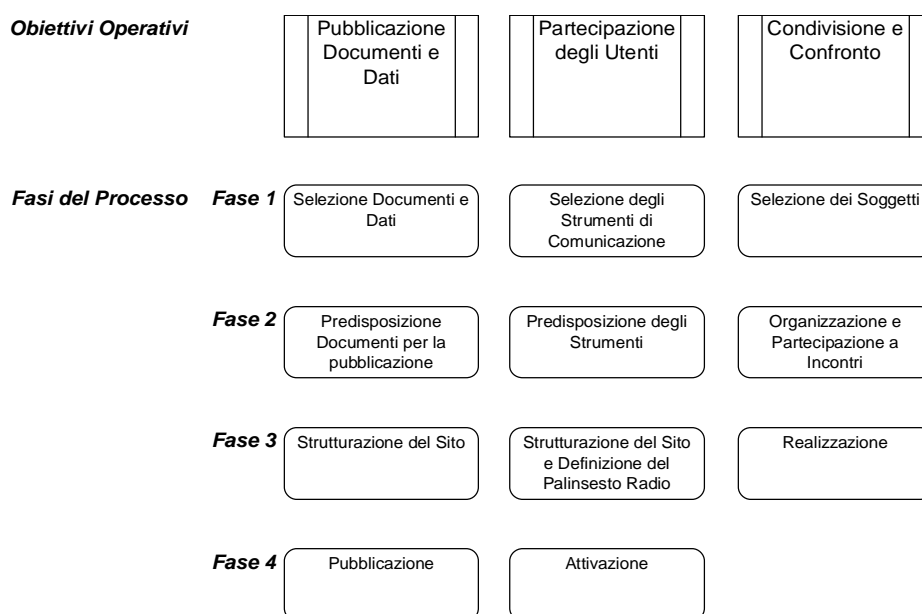 Obiettivi Operativi
Pubblicazione
Documenti e
Dati
Partecipazione
degli Utenti
Condivisione e
Confronto
Fasi del Processo
Fase 1
Selezione Documenti e
Dati
Selezione degli
Strumenti di
Comunicazione
Selezione dei Soggetti
Fase 2
Predisposizione
Documenti per la
pubblicazione
Predisposizione degli
Strumenti
Organizzazione e
Partecipazione a
Incontri
Fase 3
Strutturazione del Sito
Strutturazione del Sito
e Definizione del
Palinsesto Radio
Realizzazione
Fase 4
Pubblicazione
Attivazione